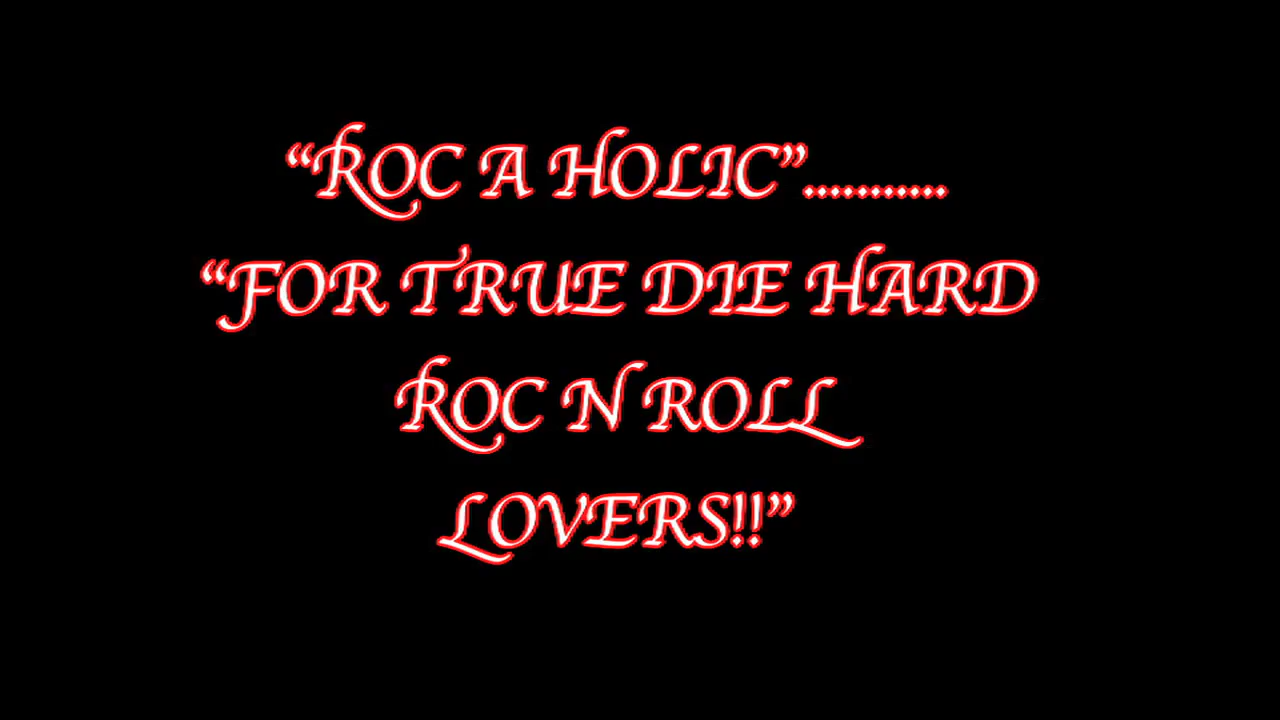 “ROC A HOLIC”...........
“FOR TRUE DIE HARD
ROC N ROLL
LOVERS!!”